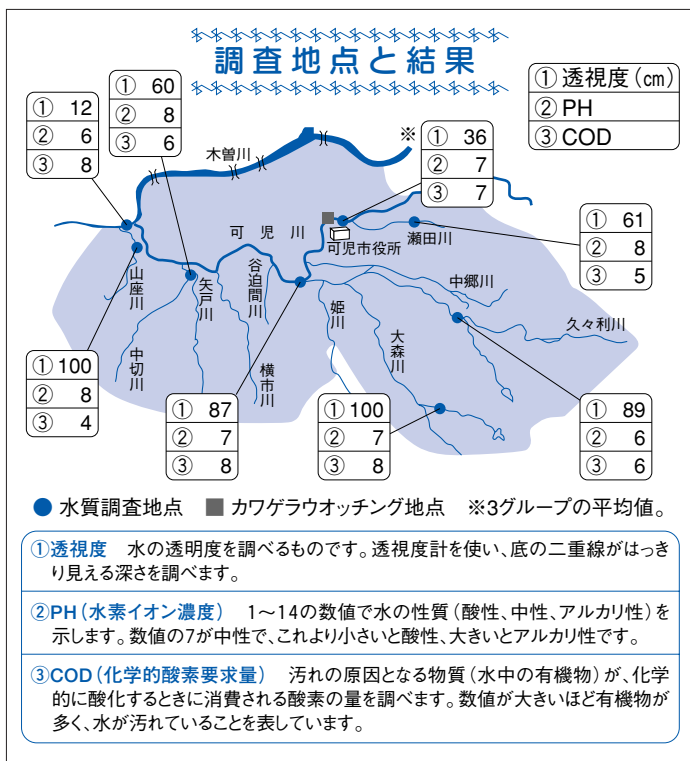 調査地点と結果
① 透視度（cm）
② PH
③ COD
① 12
② 6
③ 8
① 60
② 8
③ 6
※
① 36
② 7
③ 7
① 61
② 8
③ 5
① 100
② 8
③ 4
① 87
② 7
③ 8
① 100
② 7
③ 8
① 89
② 6
③ 6
木曽川
可児川
可児市役所
瀬田川
中郷川
久々利川
山座川
中切川
矢戸川
谷迫間川
横市川
姫川
大森川
● 水質調査地点 ■ カワゲラウオッチング地点 ※3グループの平均値。
①透視度 水の透明度を調べるものです。透視度計を使い、底の二重線がはっき
り見える深さを調べます。
②PH（水素イオン濃度） 1〜14の数値で水の性質（酸性、中性、アルカリ性）を
示します。数値の7が中性で、これより小さいと酸性、大きいとアルカリ性です。
③COD（化学的酸素要求量） 汚れの原因となる物質（水中の有機物）が、化学
的に酸化するときに消費される酸素の量を調べます。数値が大きいほど有機物が
多く、水が汚れていることを表しています。